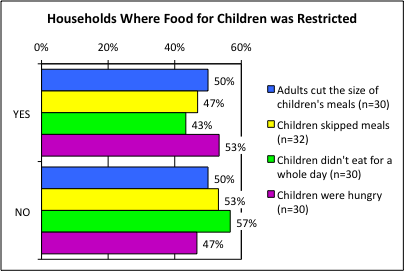 Households Where Food for Children was Restricted
0% 20% 40% 60%
YES
50%
47%
43%
53%
NO
50%
53%
57%
47%
Adults cut the size of
children's meals (n=30)
Children skipped meals
(n=32)
Children didn't eat for a
whole day (n=30)
Children were hungry
(n=30)